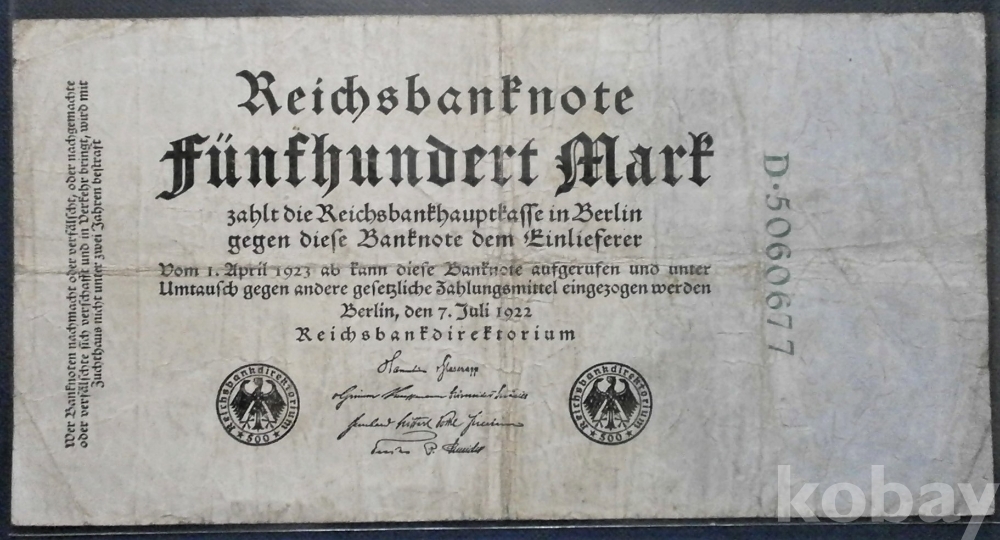 Reichsbanknote
Fünfhundert Mark
zahlt die Reichsbankhauptkasse in Berlin
gegen diese Banknote dem Einlieferer
Vom 1. April 1923 ab kann diese Banknote aufgerufen und unter
Umtausch gegen andere gesetzliche Zahlungsmittel eingezogen werden
Berlin, den 7. Juli 1922
Reichsbankdirektorium
Reichsbankdirektorium
500
Reichsbankdirektorium
500
Wer Banknoten nachmacht oder verfälscht, oder nachgemachte
oder verfälschte sich verschafft und in Verkehr bringt, wird mit
Zuchthaus nicht unter zwei Jahren bestraft
D·506067 7
kobay